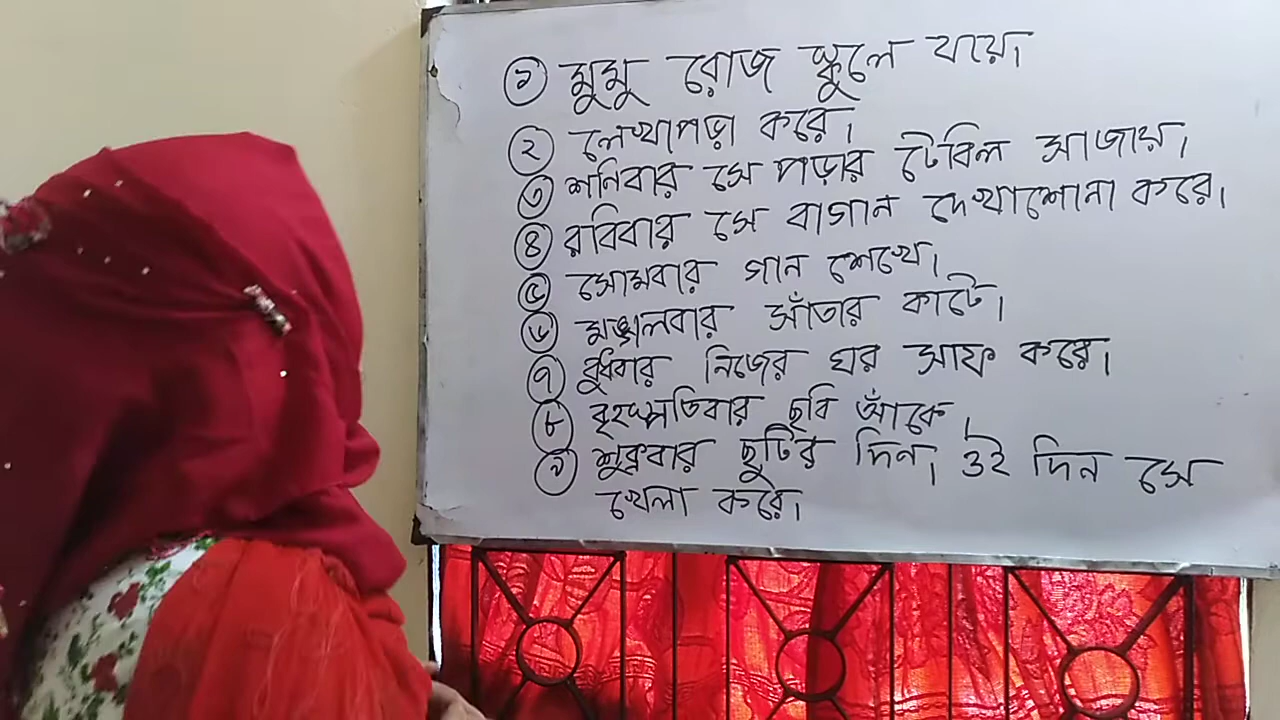 ১ মুমু রোজ স্কুলে যায়।
২ লেখাপড়া করে।
৩ শনিবার সে পড়ার টেবিল সাজায়।
৪ রবিবার সে বাগান দেখাশোনা করে।
৫ সোমবার গান শেখে।
৬ মঙ্গলবার সাঁতার কাটে।
৭ বুধবার নিজের ঘর সাফ করে।
৮ বৃহস্পতিবার ছবি আঁকে।
৯ শুক্রবার ছুটির দিন। ওই দিন সে
খেলা করে।